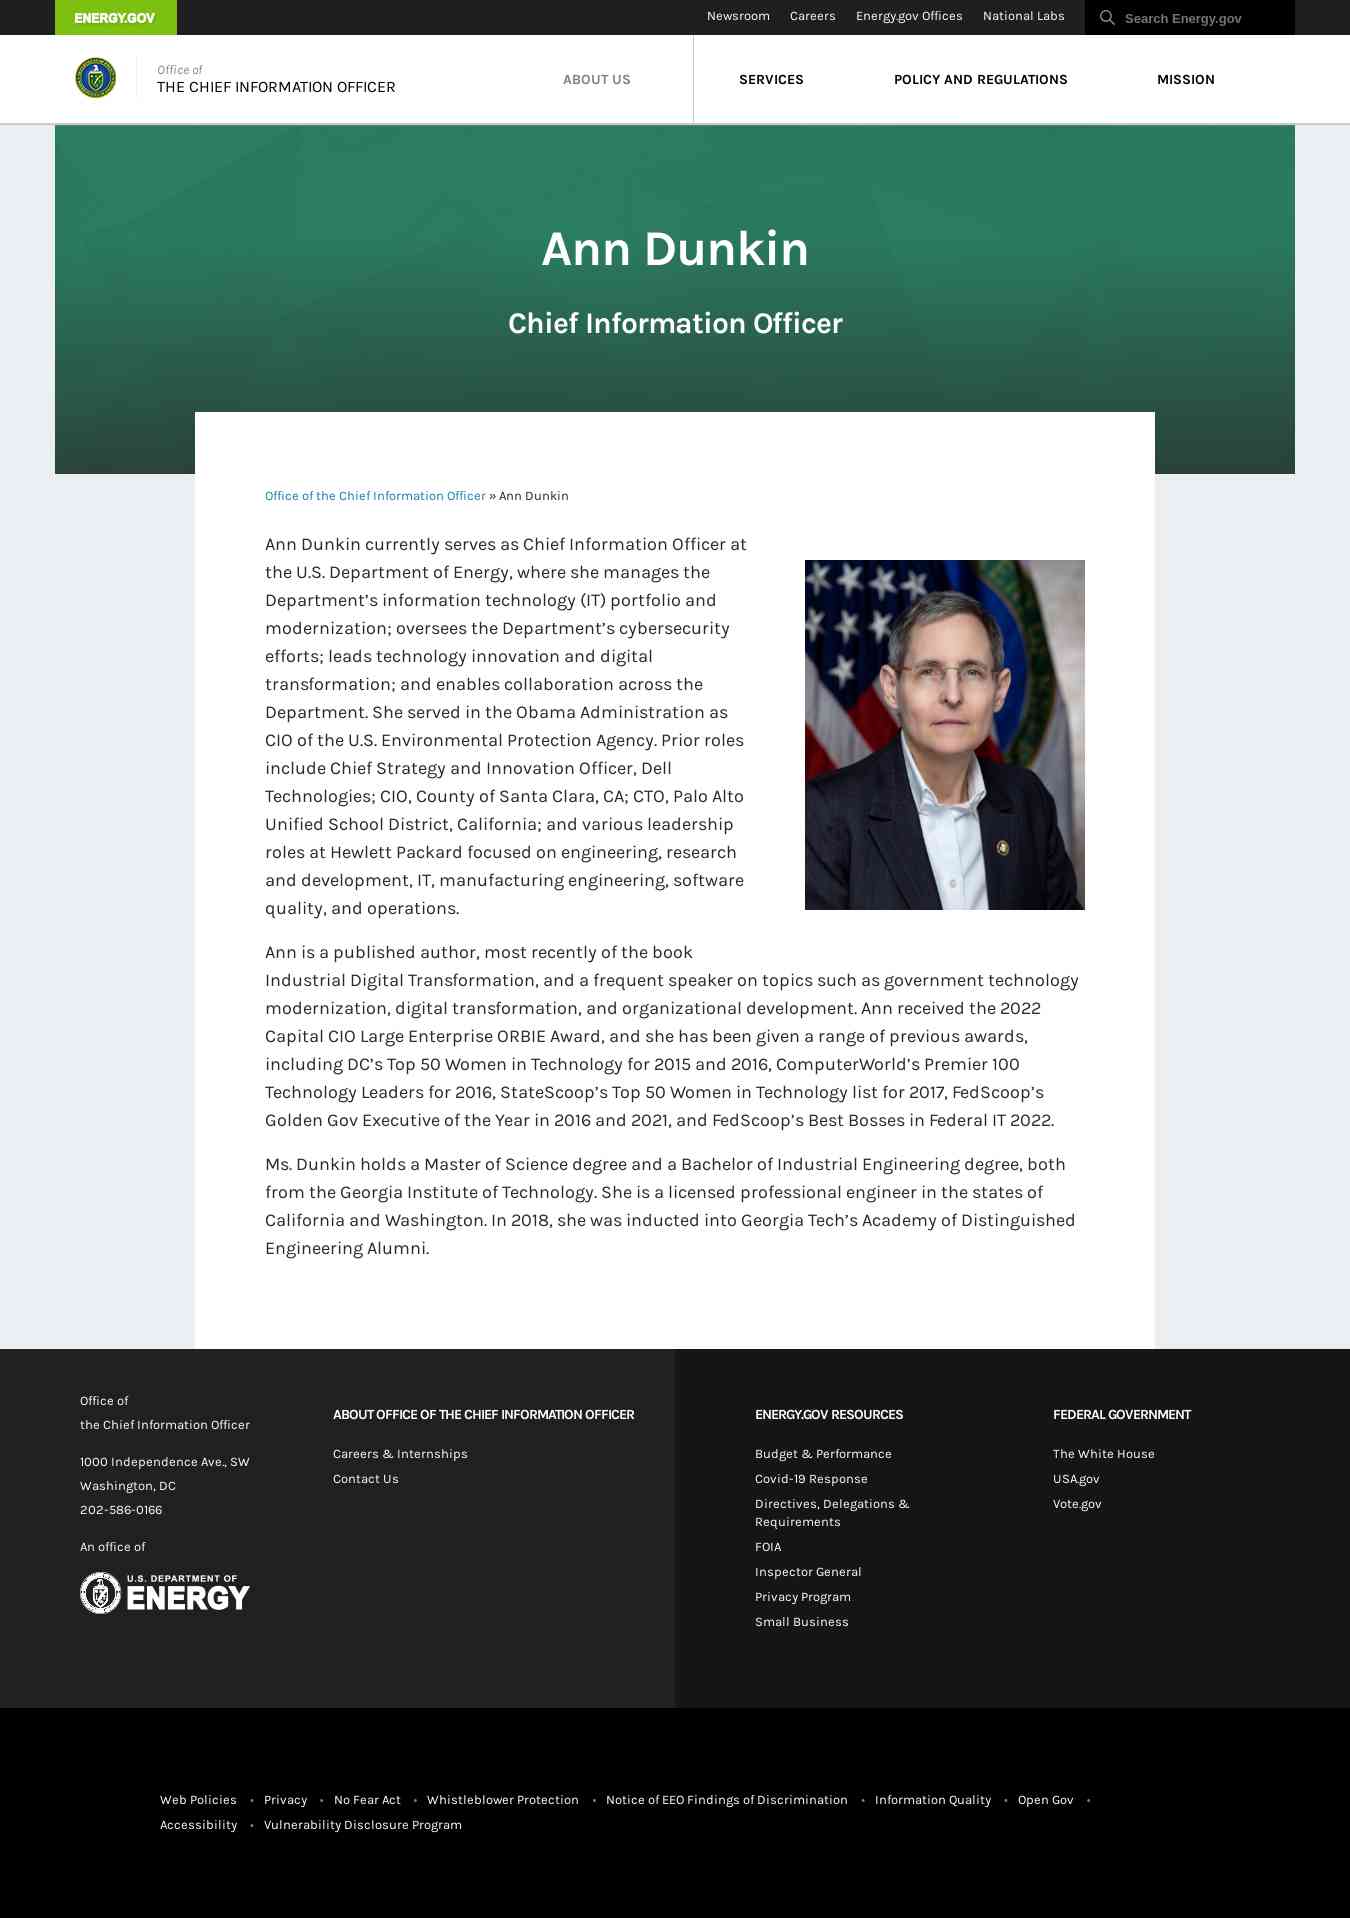 ENERGY.GOV
Newsroom
Careers
Energy.gov Offices
National Labs
Search Energy.gov
Office of
THE CHIEF INFORMATION OFFICER
ABOUT US
SERVICES
POLICY AND REGULATIONS
MISSION
Ann Dunkin
Chief Information Officer
Office of the Chief Information Officer » Ann Dunkin
Ann Dunkin currently serves as Chief Information Officer at
the U.S. Department of Energy, where she manages the
Department’s information technology (IT) portfolio and
modernization; oversees the Department’s cybersecurity
efforts; leads technology innovation and digital
transformation; and enables collaboration across the
Department. She served in the Obama Administration as
CIO of the U.S. Environmental Protection Agency. Prior roles
include Chief Strategy and Innovation Officer, Dell
Technologies; CIO, County of Santa Clara, CA; CTO, Palo Alto
Unified School District, California; and various leadership
roles at Hewlett Packard focused on engineering, research
and development, IT, manufacturing engineering, software
quality, and operations.
Ann is a published author, most recently of the book
Industrial Digital Transformation, and a frequent speaker on topics such as government technology
modernization, digital transformation, and organizational development. Ann received the 2022
Capital CIO Large Enterprise ORBIE Award, and she has been given a range of previous awards,
including DC’s Top 50 Women in Technology for 2015 and 2016, ComputerWorld’s Premier 100
Technology Leaders for 2016, StateScoop’s Top 50 Women in Technology list for 2017, FedScoop’s
Golden Gov Executive of the Year in 2016 and 2021, and FedScoop’s Best Bosses in Federal IT 2022.
Ms. Dunkin holds a Master of Science degree and a Bachelor of Industrial Engineering degree, both
from the Georgia Institute of Technology. She is a licensed professional engineer in the states of
California and Washington. In 2018, she was inducted into Georgia Tech’s Academy of Distinguished
Engineering Alumni.
Office of
the Chief Information Officer
1000 Independence Ave., SW
Washington, DC
202-586-0166
An office of
U.S. DEPARTMENT OF
ENERGY
ABOUT OFFICE OF THE CHIEF INFORMATION OFFICER
Careers & Internships
Contact Us
ENERGY.GOV RESOURCES
Budget & Performance
Covid-19 Response
Directives, Delegations &
Requirements
FOIA
Inspector General
Privacy Program
Small Business
FEDERAL GOVERNMENT
The White House
USA.gov
Vote.gov
Web Policies • Privacy • No Fear Act • Whistleblower Protection • Notice of EEO Findings of Discrimination • Information Quality • Open Gov •
Accessibility • Vulnerability Disclosure Program